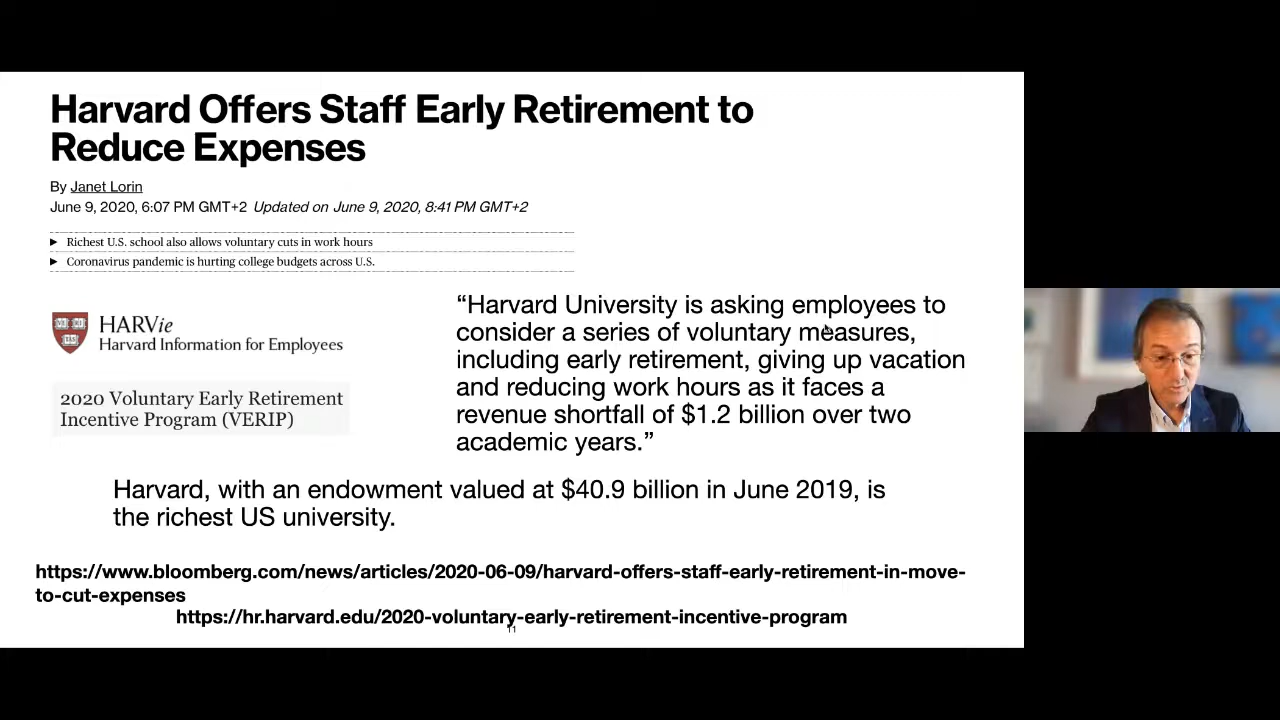 Harvard Offers Staff Early Retirement to
Reduce Expenses
By Janet Lorin
June 9, 2020, 6:07 PM GMT+2 Updated on June 9, 2020, 8:41 PM GMT+2
▶ Richest U.S. school also allows voluntary cuts in work hours
▶ Coronavirus pandemic is hurting college budgets across U.S.
HARVie
Harvard Information for Employees
2020 Voluntary Early Retirement
Incentive Program (VERIP)
“Harvard University is asking employees to
consider a series of voluntary measures,
including early retirement, giving up vacation
and reducing work hours as it faces a
revenue shortfall of $1.2 billion over two
academic years.”
Harvard, with an endowment valued at $40.9 billion in June 2019, is
the richest US university.
https://www.bloomberg.com/news/articles/2020-06-09/harvard-offers-staff-early-retirement-in-move-
to-cut-expenses
https://hr.harvard.edu/2020-voluntary-early-retirement-incentive-program
11